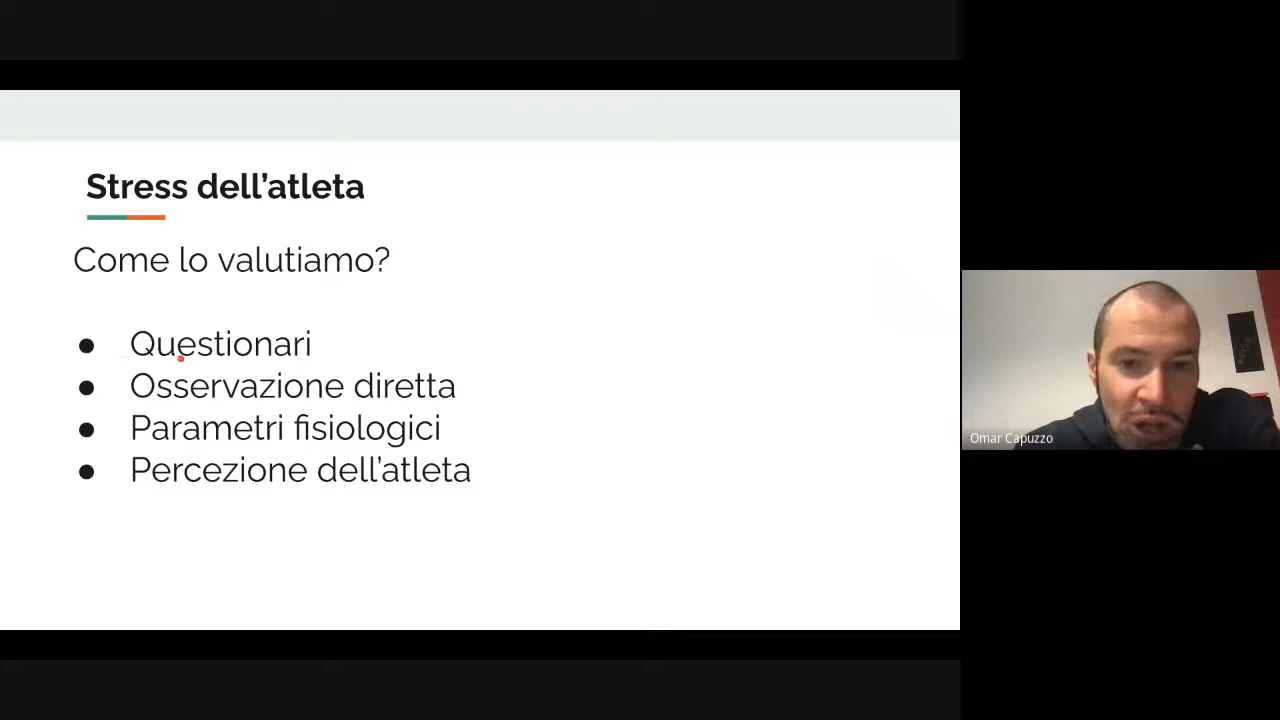 Stress dell'atleta
Come lo valutiamo?
● Questionari
● Osservazione diretta
● Parametri fisiologici
● Percezione dell'atleta
Omar Capuzzo